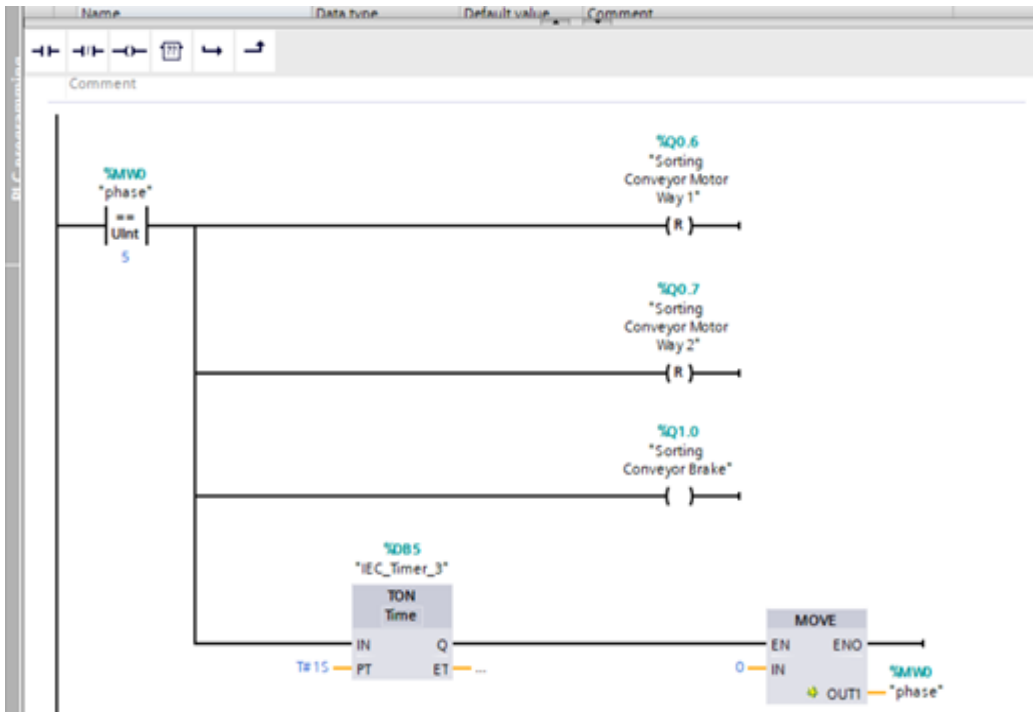 Name Data type Default value Comment
??
Comment
PLC programming
%MW0
"phase"
==
UInt
5
%Q0.6
"Sorting
Conveyor Motor
Way 1"
R
%Q0.7
"Sorting
Conveyor Motor
Way 2"
R
%Q1.0
"Sorting
Conveyor Brake"
%DB5
"IEC_Timer_3"
TON
Time
IN Q
T#1S PT ET ...
MOVE
EN ENO
0 IN
%MW0
OUT1 "phase"